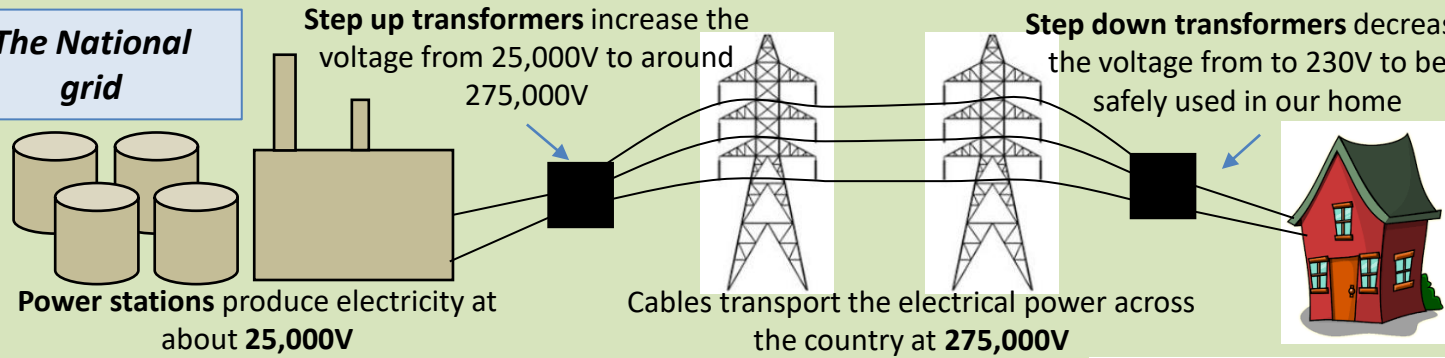 The National
grid
Step up transformers increase the
voltage from 25,000V to around
275,000V
Step down transformers decreas
the voltage from to 230V to be
safely used in our home
Power stations produce electricity at
about 25,000V
Cables transport the electrical power across
the country at 275,000V